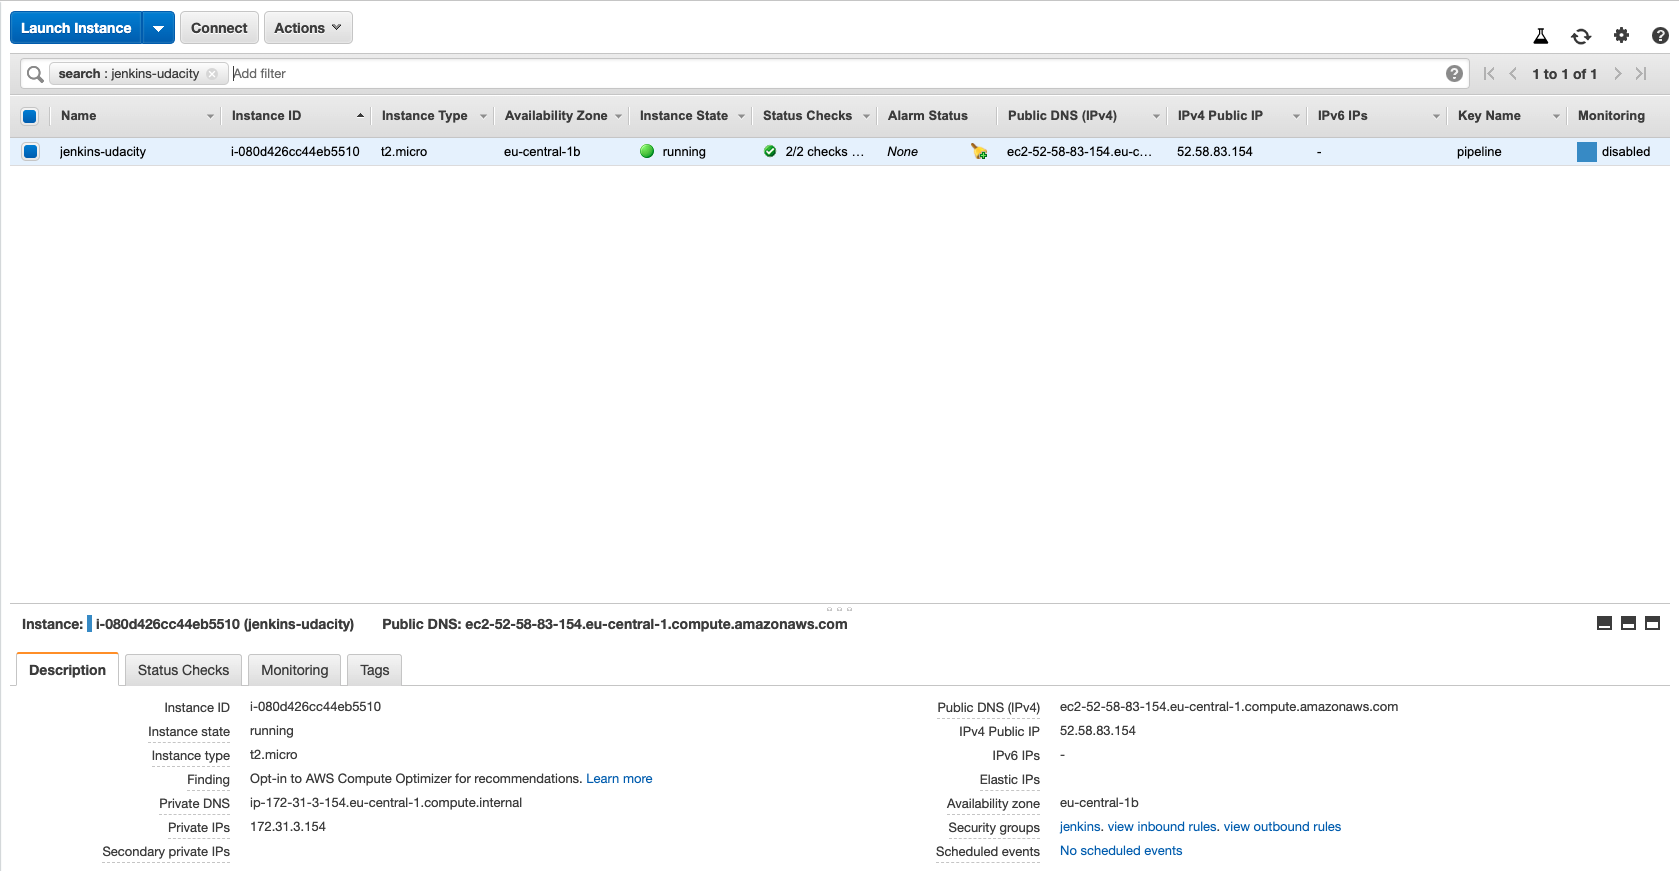 Launch Instance Connect Actions
search : jenkins-udacity Add filter 1 to 1 of 1
Name Instance ID Instance Type Availability Zone Instance State Status Checks Alarm Status Public DNS (IPv4) IPv4 Public IP IPv6 IPs Key Name Monitoring
jenkins-udacity i-080d426cc44eb5510 t2.micro eu-central-1b running 2/2 checks ... None ec2-52-58-83-154.eu-c... 52.58.83.154 - pipeline disabled
Instance: i-080d426cc44eb5510 (jenkins-udacity) Public DNS: ec2-52-58-83-154.eu-central-1.compute.amazonaws.com
Description Status Checks Monitoring Tags
Instance ID i-080d426cc44eb5510
Instance state running
Instance type t2.micro
Finding Opt-in to AWS Compute Optimizer for recommendations. Learn more
Private DNS ip-172-31-3-154.eu-central-1.compute.internal
Private IPs 172.31.3.154
Secondary private IPs
Public DNS (IPv4) ec2-52-58-83-154.eu-central-1.compute.amazonaws.com
IPv4 Public IP 52.58.83.154
IPv6 IPs -
Elastic IPs
Availability zone eu-central-1b
Security groups jenkins. view inbound rules. view outbound rules
Scheduled events No scheduled events